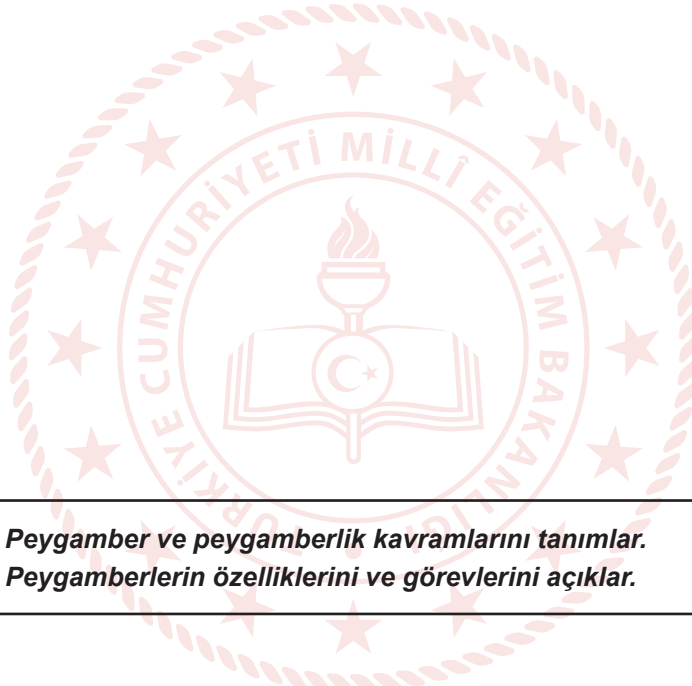 TÜRKİYE CUMHURİYETİ MİLLÎ EĞİTİM BAKANLIĞI
Peygamber ve peygamberlik kavramlarını tanımlar.
Peygamberlerin özelliklerini ve görevlerini açıklar.